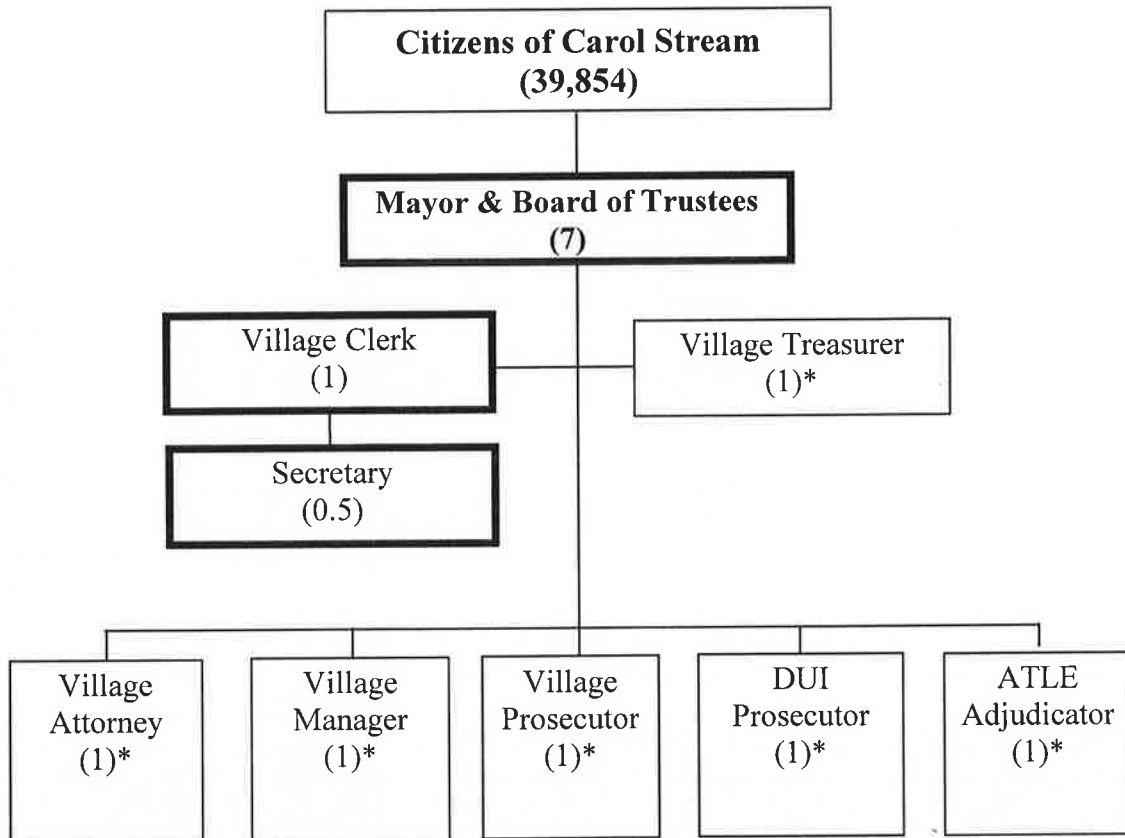 Citizens of Carol Stream
(39,854)
Mayor & Board of Trustees
(7)
Village Clerk
(1)
Village Treasurer
(1)*
Secretary
(0.5)
Village
Attorney
(1)*
Village
Manager
(1)*
Village
Prosecutor
(1)*
DUI
Prosecutor
(1)*
ATLE
Adjudicator
(1)*